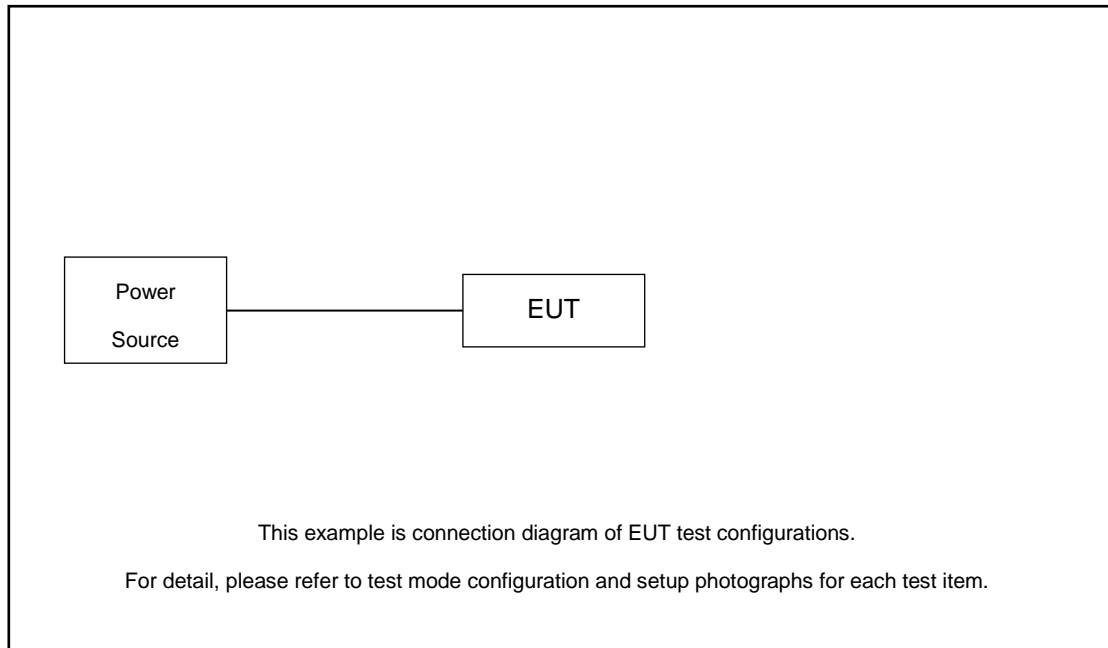 Power
Source
EUT
This example is connection diagram of EUT test configurations.
For detail, please refer to test mode configuration and setup photographs for each test item.